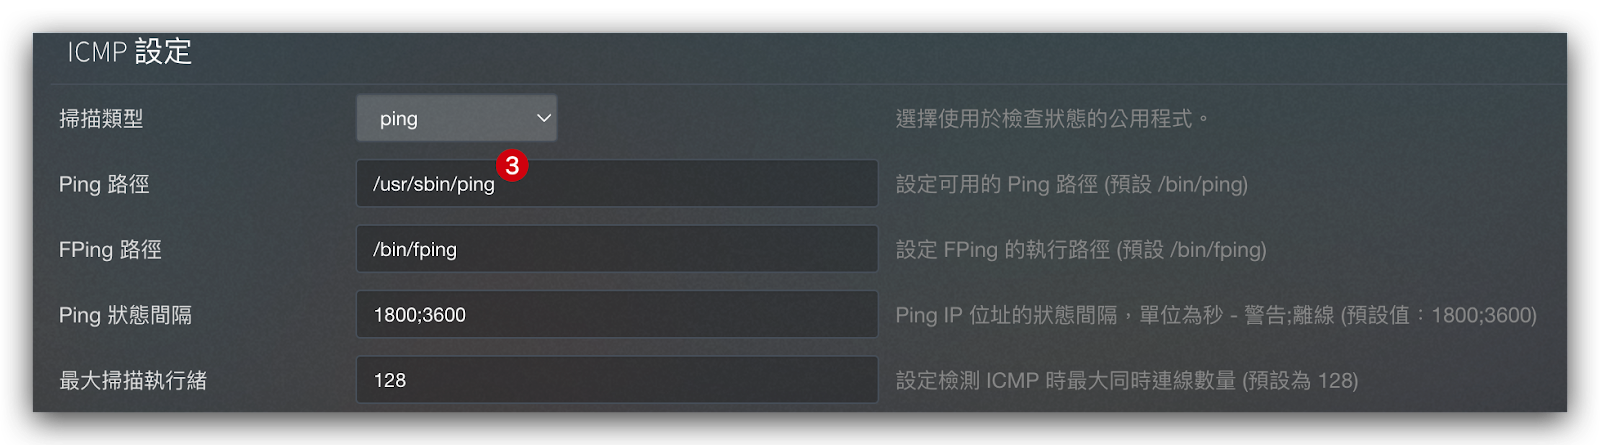 ICMP 設定
掃描類型 ping 選擇使用於檢查狀態的公用程式。
3
Ping 路徑 /usr/sbin/ping 設定可用的 Ping 路徑 (預設 /bin/ping)
FPing 路徑 /bin/fping 設定 FPing 的執行路徑 (預設 /bin/fping)
Ping 狀態間隔 1800;3600 Ping IP 位址的狀態間隔，單位為秒 - 警告;離線 (預設值：1800;3600)
最大掃描執行緒 128 設定檢測 ICMP 時最大同時連線數量 (預設為 128)